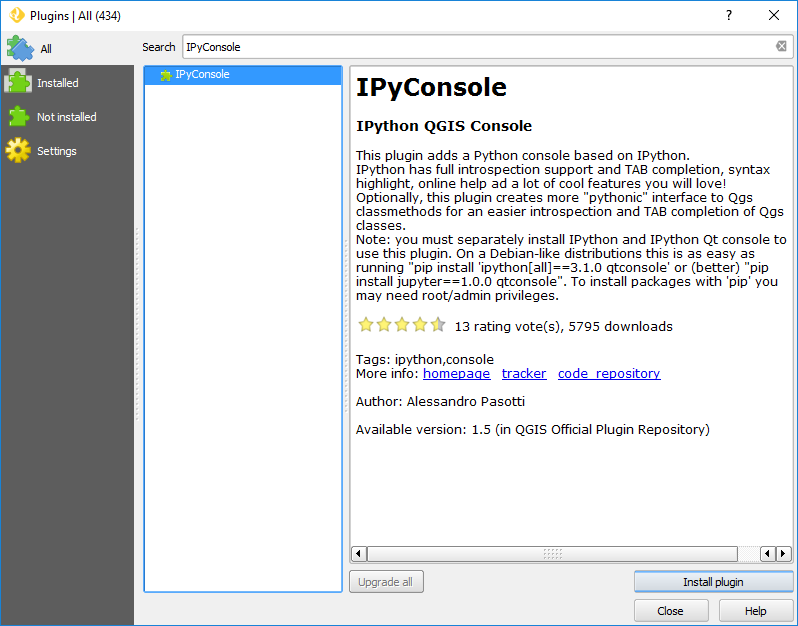 Plugins | All (434)
?
All
Search
IPyConsole
Installed
Not installed
Settings
IPyConsole
IPyConsole
IPython QGIS Console
This plugin adds a Python console based on IPython.
IPython has full introspection support and TAB completion, syntax
highlight, online help ad a lot of cool features you will love!
Optionally, this plugin creates more "pythonic" interface to Qgs
classmethods for an easier introspection and TAB completion of Qgs
classes.
Note: you must separately install IPython and IPython Qt console to
use this plugin. On a Debian-like distributions this is as easy as
running "pip install 'ipython[all]==3.1.0 qtconsole' or (better) "pip
install jupyter==1.0.0 qtconsole". To install packages with 'pip' you
may need root/admin privileges.
13 rating vote(s), 5795 downloads
Tags: ipython,console
More info: homepage tracker code_repository
Author: Alessandro Pasotti
Available version: 1.5 (in QGIS Official Plugin Repository)
Upgrade all
Install plugin
Close
Help